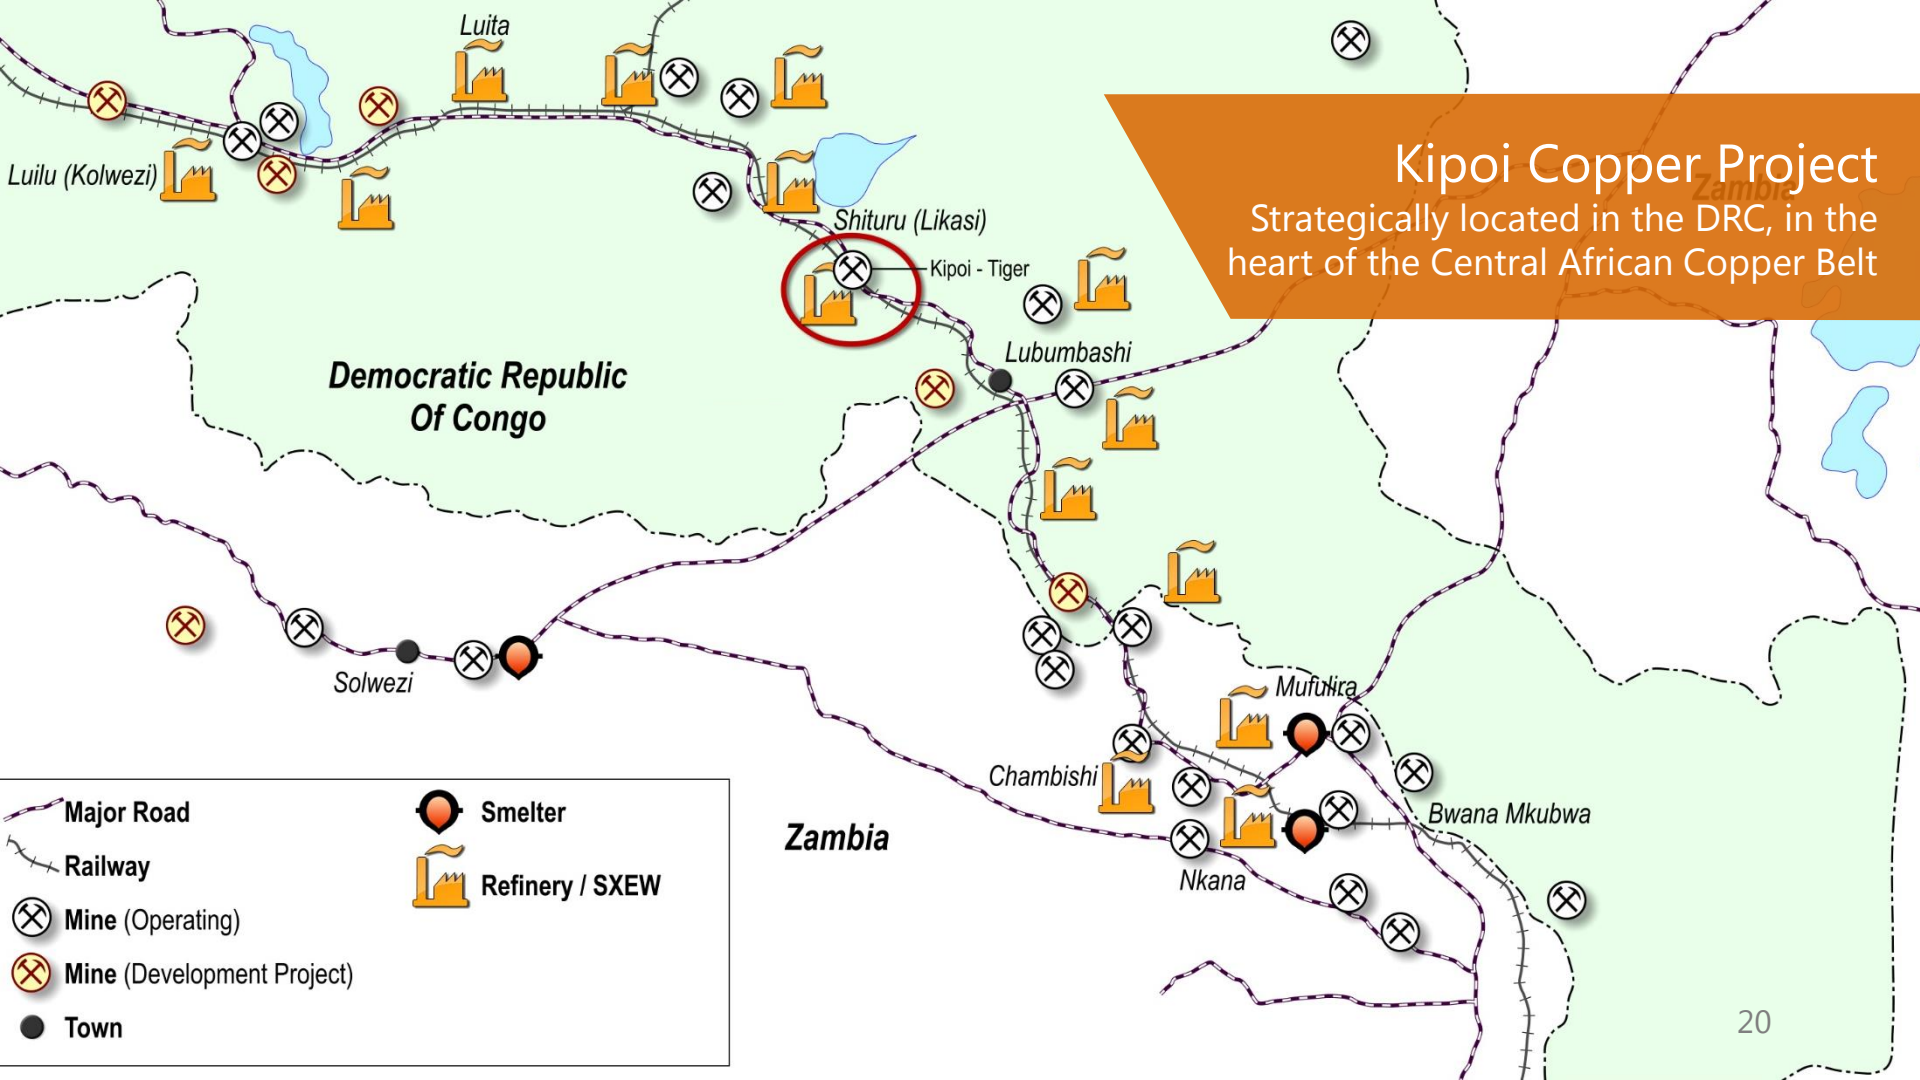 Luita
Kipoi Copper Project
Zambia
Strategically located in the DRC, in the
heart of the Central African Copper Belt
Luilu (Kolwezi)
Shituru (Likasi)
Kipoi - Tiger
Lubumbashi
Democratic Republic
Of Congo
Solwezi
Mufulira
Chambishi
Bwana Mkubwa
Zambia
Nkana
Major Road
Railway
Mine (Operating)
Mine (Development Project)
Town
Smelter
Refinery / SXEW
20